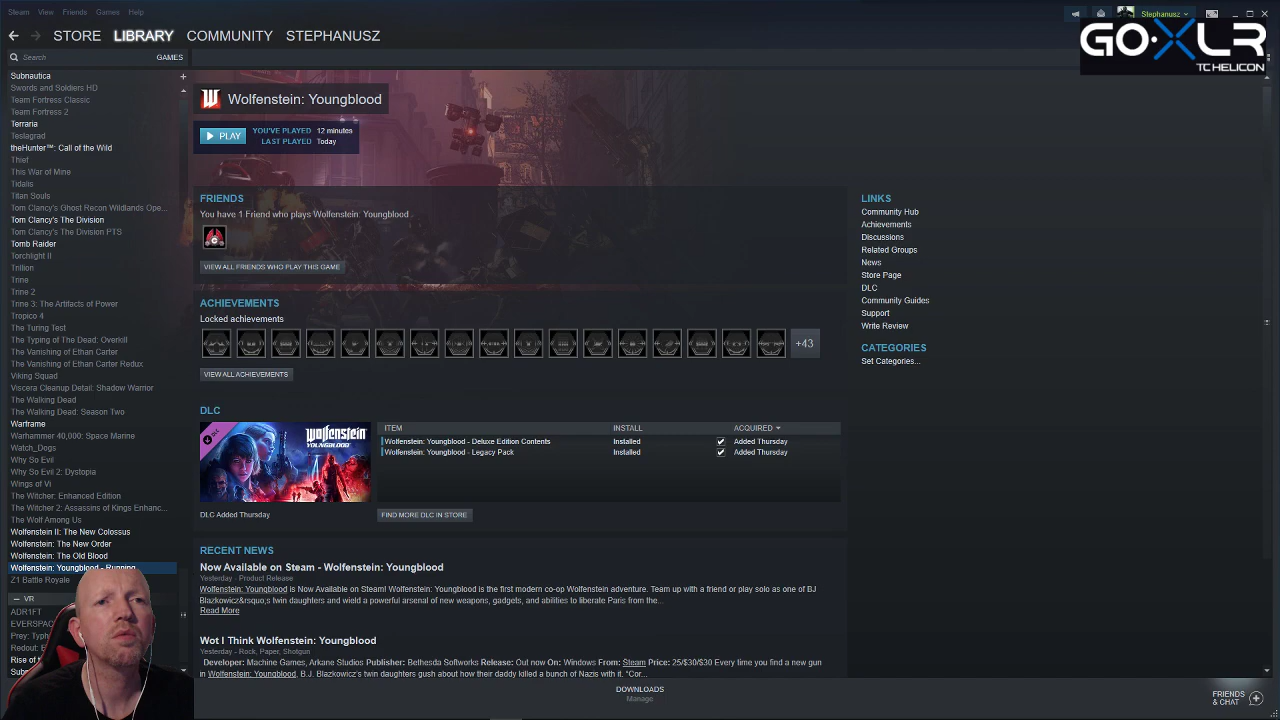 Steam View Friends Games Help
Stephanusz
STORE LIBRARY COMMUNITY STEPHANUSZ
GO·XLR
TC HELICON
Search GAMES
Subnautica
Swords and Soldiers HD
Team Fortress Classic
Team Fortress 2
Terraria
Teslagrad
theHunter™: Call of the Wild
Thief
This War of Mine
Tidalis
Titan Souls
Tom Clancy's Ghost Recon Wildlands Ope...
Tom Clancy's The Division
Tom Clancy's The Division PTS
Tomb Raider
Torchlight II
Trillion
Trine
Trine 2
Trine 3: The Artifacts of Power
Tropico 4
The Turing Test
The Typing of The Dead: Overkill
The Vanishing of Ethan Carter
The Vanishing of Ethan Carter Redux
Viking Squad
Viscera Cleanup Detail: Shadow Warrior
The Walking Dead
The Walking Dead: Season Two
Warframe
Warhammer 40,000: Space Marine
Watch_Dogs
Why So Evil
Why So Evil 2: Dystopia
Wings of Vi
The Witcher: Enhanced Edition
The Witcher 2: Assassins of Kings Enhanc...
The Wolf Among Us
Wolfenstein II: The New Colossus
Wolfenstein: The New Order
Wolfenstein: The Old Blood
Wolfenstein: Youngblood - Running
Z1 Battle Royale
VR
ADR1FT
EVERSPAC
Prey: Typh
Redout: E
Rise of
Subn
Wolfenstein: Youngblood
PLAY
YOU'VE PLAYED 12 minutes
LAST PLAYED Today
FRIENDS
You have 1 Friend who plays Wolfenstein: Youngblood
VIEW ALL FRIENDS WHO PLAY THIS GAME
ACHIEVEMENTS
Locked achievements
+43
VIEW ALL ACHIEVEMENTS
DLC
WOLFENSTEIN
YOUNGBLOOD
DLC Added Thursday
ITEM INSTALL ACQUIRED
Wolfenstein: Youngblood - Deluxe Edition Contents Installed Added Thursday
Wolfenstein: Youngblood - Legacy Pack Installed Added Thursday
FIND MORE DLC IN STORE
RECENT NEWS
Now Available on Steam - Wolfenstein: Youngblood
Yesterday - Product Release
Wolfenstein: Youngblood is Now Available on Steam! Wolfenstein: Youngblood is the first modern co-op Wolfenstein adventure. Team up with a friend or play solo as one of BJ
Blazkowicz&rsquo;s twin daughters and wield a powerful arsenal of new weapons, gadgets, and abilities to liberate Paris from the...
Read More
Wot I Think Wolfenstein: Youngblood
Yesterday - Rock, Paper, Shotgun
Developer: Machine Games, Arkane Studios Publisher: Bethesda Softworks Release: Out now On: Windows From: Steam Price: 25/$30/$30 Every time you find a new gun
in Wolfenstein: Youngblood, B.J. Blazkowicz's twin daughters gush about how their daddy killed a bunch of Nazis with it. "Cor...
LINKS
Community Hub
Achievements
Discussions
Related Groups
News
Store Page
DLC
Community Guides
Support
Write Review
CATEGORIES
Set Categories...
DOWNLOADS
Manage
FRIENDS
& CHAT